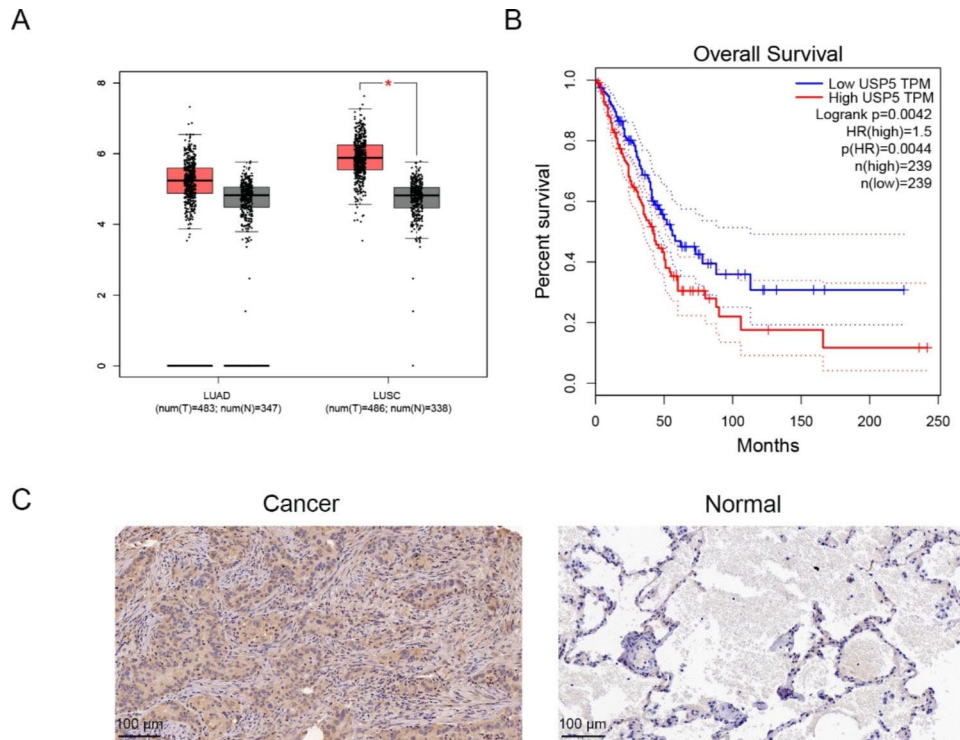 A
8
6
4
2
0
*
LUAD
(num(T)=483; num(N)=347)
LUSC
(num(T)=486; num(N)=338)
B
Overall Survival
Low USP5 TPM
High USP5 TPM
Logrank p=0.0042
HR(high)=1.5
p(HR)=0.0044
n(high)=239
n(low)=239
Percent survival
1.0
0.8
0.6
0.4
0.2
0.0
0 50 100 150 200 250
Months
C
Cancer
Normal
100 µm
100 µm